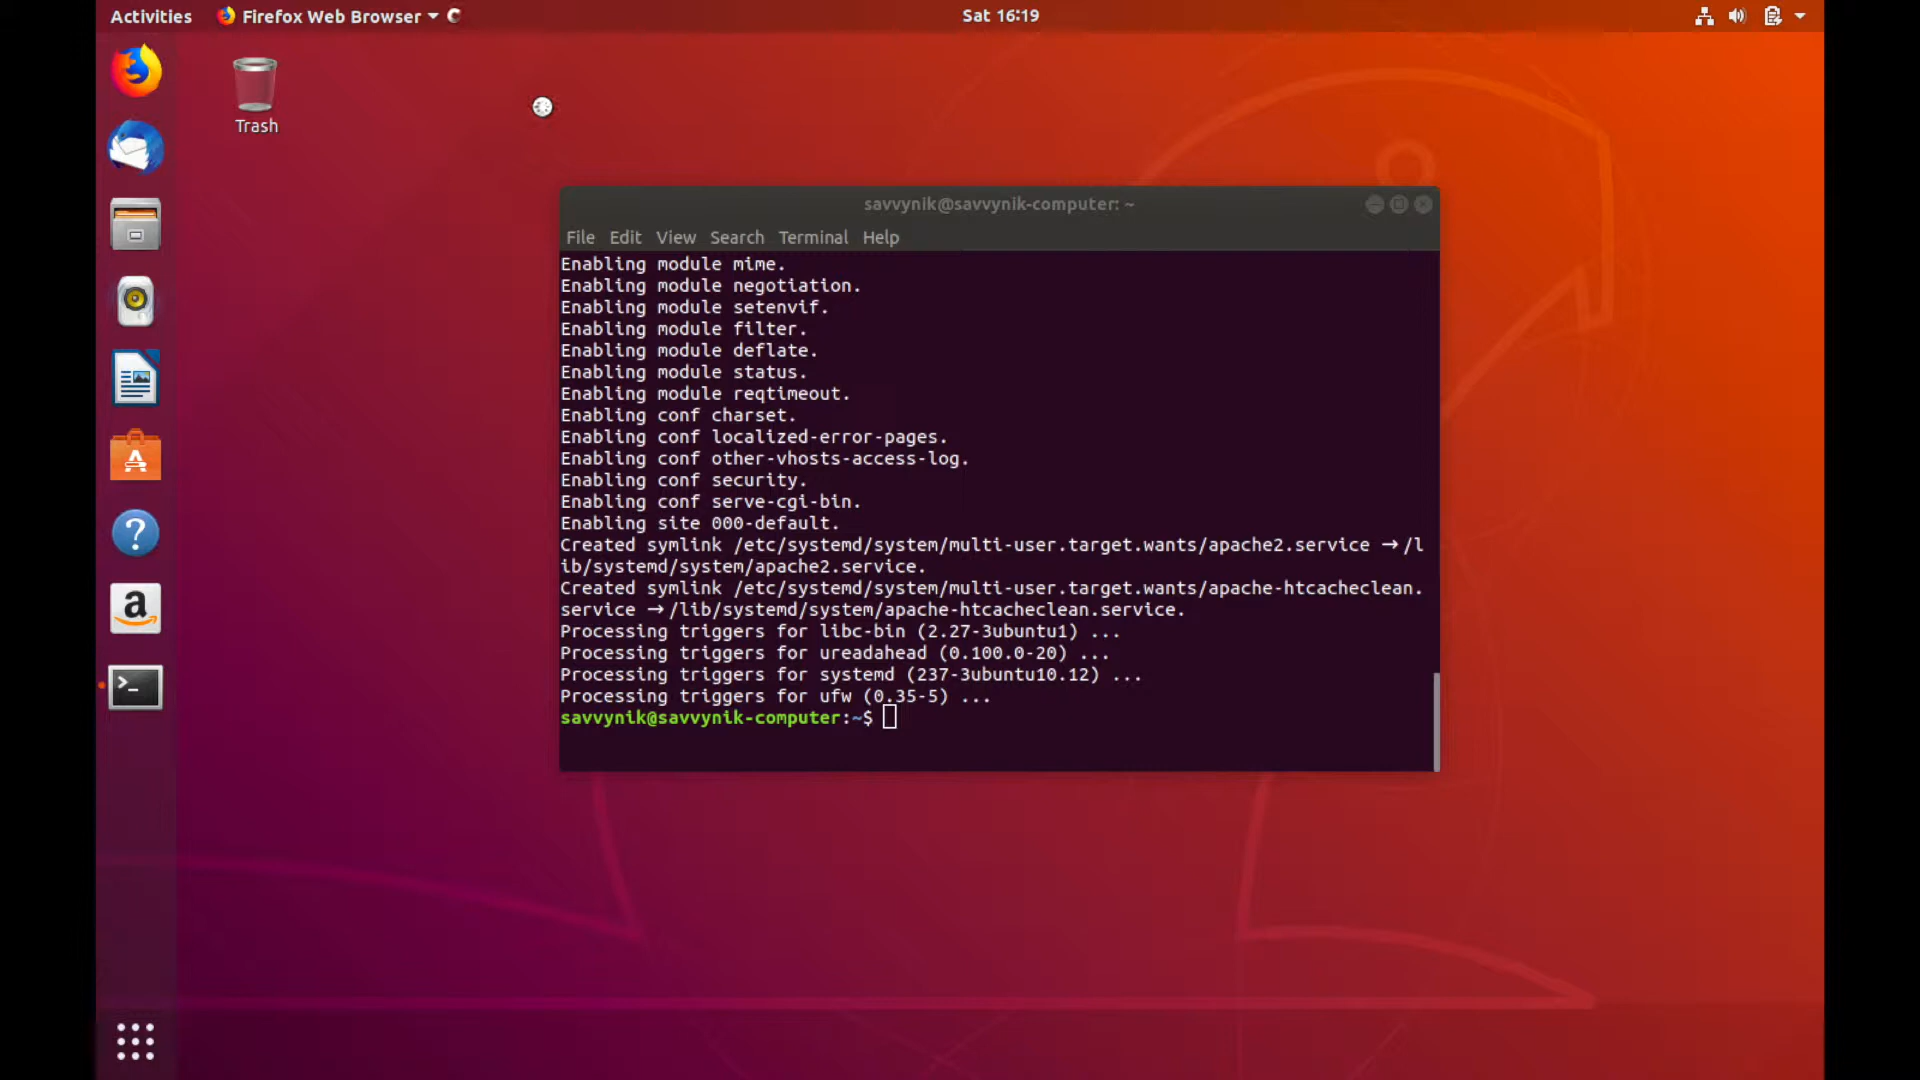 Activities Firefox Web Browser Sat 16:19
Trash
savvynik@savvynik-computer: ~
File Edit View Search Terminal Help
Enabling module mime.
Enabling module negotiation.
Enabling module setenvif.
Enabling module filter.
Enabling module deflate.
Enabling module status.
Enabling module reqtimeout.
Enabling conf charset.
Enabling conf localized-error-pages.
Enabling conf other-vhosts-access-log.
Enabling conf security.
Enabling conf serve-cgi-bin.
Enabling site 000-default.
Created symlink /etc/systemd/system/multi-user.target.wants/apache2.service → /l
ib/systemd/system/apache2.service.
Created symlink /etc/systemd/system/multi-user.target.wants/apache-htcacheclean.
service → /lib/systemd/system/apache-htcacheclean.service.
Processing triggers for libc-bin (2.27-3ubuntu1) ...
Processing triggers for ureadahead (0.100.0-20) ...
Processing triggers for systemd (237-3ubuntu10.12) ...
Processing triggers for ufw (0.35-5) ...
savvynik@savvynik-computer:~$